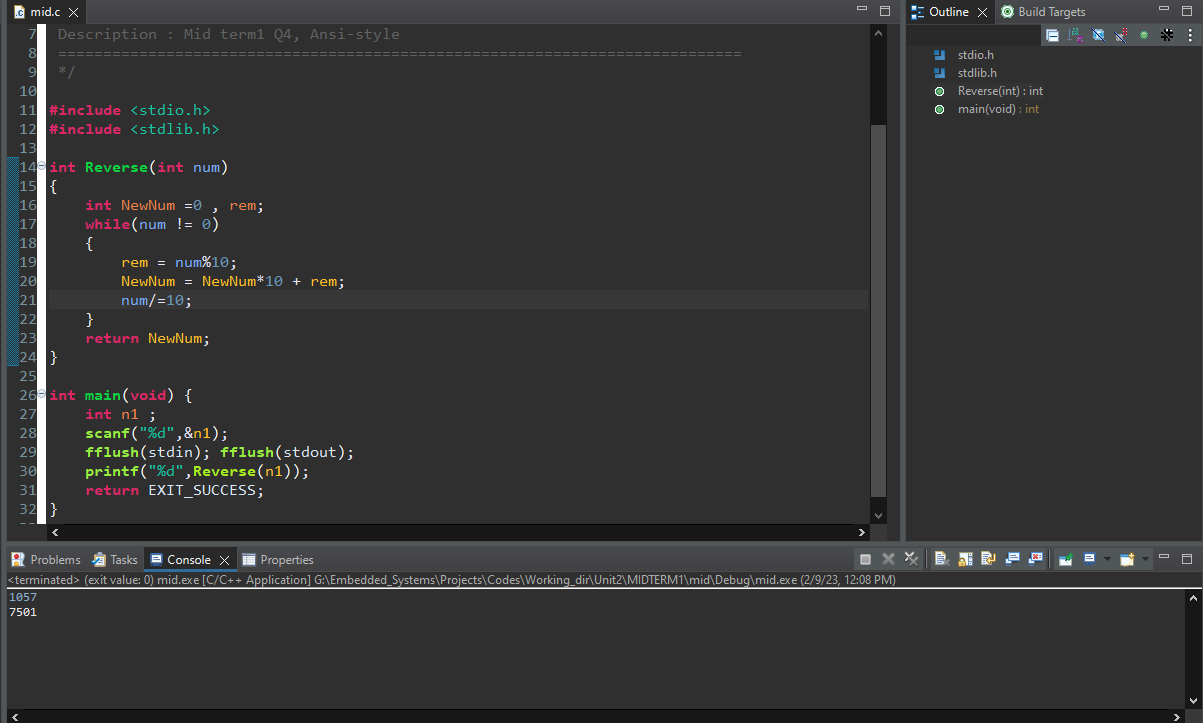 mid.c
7 Description : Mid term1 Q4, Ansi-style
8 ============================================================================
9 */
10
11 #include <stdio.h>
12 #include <stdlib.h>
13
14 int Reverse(int num)
15 {
16 int NewNum =0 , rem;
17 while(num != 0)
18 {
19 rem = num%10;
20 NewNum = NewNum*10 + rem;
21 num/=10;
22 }
23 return NewNum;
24 }
25
26 int main(void) {
27 int n1 ;
28 scanf("%d",&n1);
29 fflush(stdin); fflush(stdout);
30 printf("%d",Reverse(n1));
31 return EXIT_SUCCESS;
32 }
Outline Build Targets
stdio.h
stdlib.h
Reverse(int) : int
main(void) : int
Problems Tasks Console Properties
<terminated> (exit value: 0) mid.exe [C/C++ Application] G:\Embedded_Systems\Projects\Codes\Working_dir\Unit2\MIDTERM1\mid\Debug\mid.exe (2/9/23, 12:08 PM)
1057
7501